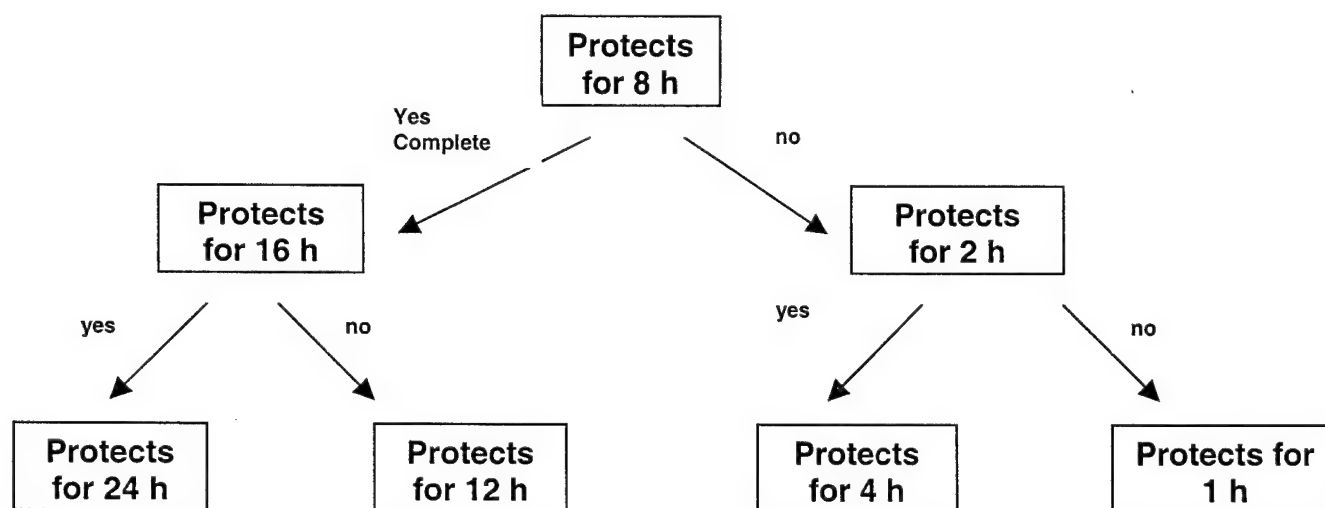 Protects
for 8 h
Yes
Complete
no
Protects
for 16 h
Protects
for 2 h
yes
no
yes
no
Protects
for 24 h
Protects
for 12 h
Protects
for 4 h
Protects for
1 h